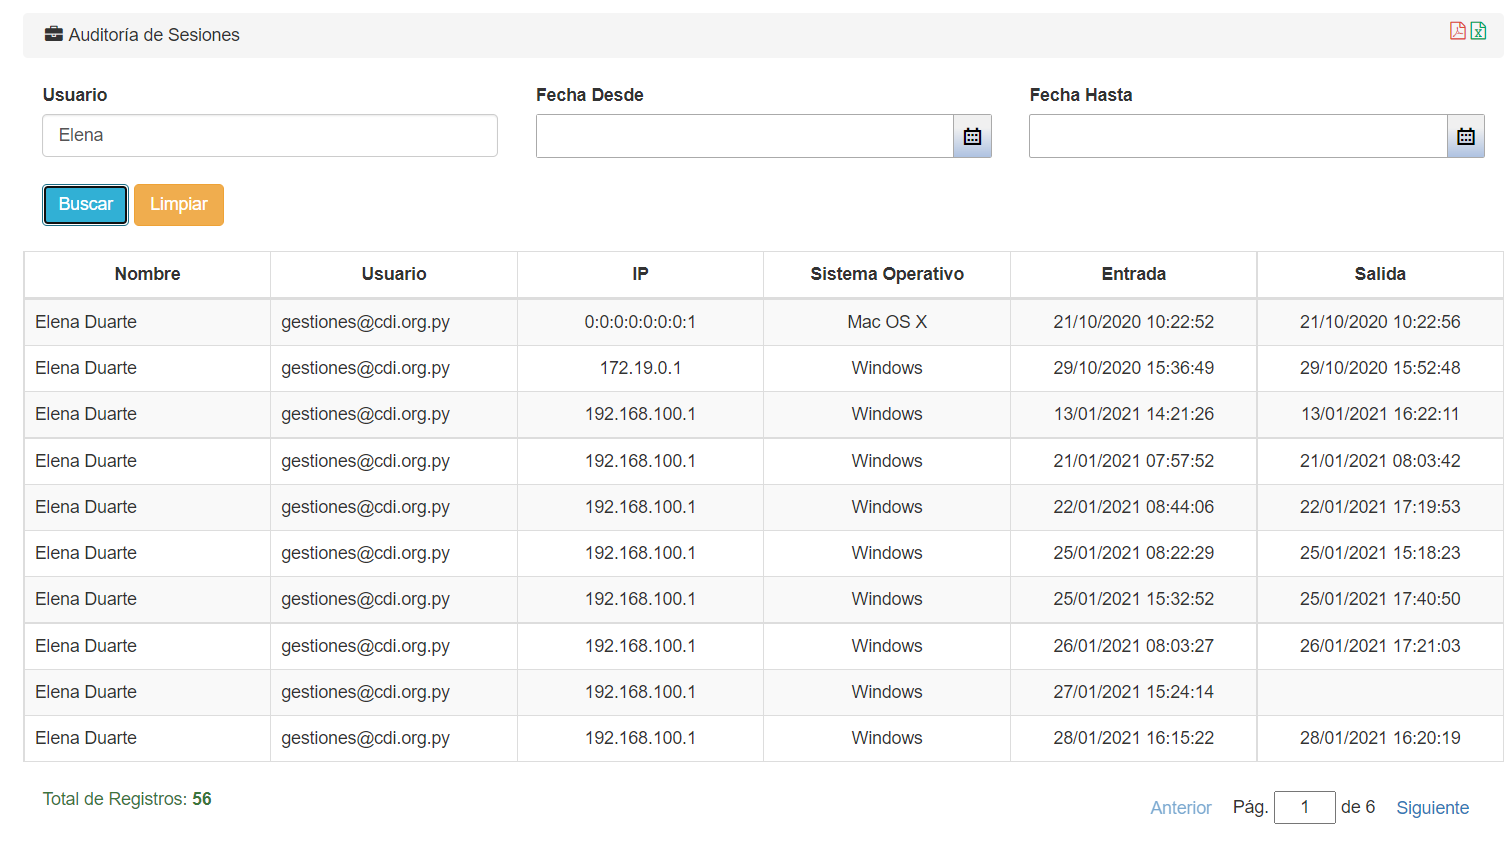 Auditoría de Sesiones
Usuario Fecha Desde Fecha Hasta
Elena
Buscar Limpiar
Nombre Usuario IP Sistema Operativo Entrada Salida
Elena Duarte gestiones@cdi.org.py 0:0:0:0:0:0:0:1 Mac OS X 21/10/2020 10:22:52 21/10/2020 10:22:56
Elena Duarte gestiones@cdi.org.py 172.19.0.1 Windows 29/10/2020 15:36:49 29/10/2020 15:52:48
Elena Duarte gestiones@cdi.org.py 192.168.100.1 Windows 13/01/2021 14:21:26 13/01/2021 16:22:11
Elena Duarte gestiones@cdi.org.py 192.168.100.1 Windows 21/01/2021 07:57:52 21/01/2021 08:03:42
Elena Duarte gestiones@cdi.org.py 192.168.100.1 Windows 22/01/2021 08:44:06 22/01/2021 17:19:53
Elena Duarte gestiones@cdi.org.py 192.168.100.1 Windows 25/01/2021 08:22:29 25/01/2021 15:18:23
Elena Duarte gestiones@cdi.org.py 192.168.100.1 Windows 25/01/2021 15:32:52 25/01/2021 17:40:50
Elena Duarte gestiones@cdi.org.py 192.168.100.1 Windows 26/01/2021 08:03:27 26/01/2021 17:21:03
Elena Duarte gestiones@cdi.org.py 192.168.100.1 Windows 27/01/2021 15:24:14
Elena Duarte gestiones@cdi.org.py 192.168.100.1 Windows 28/01/2021 16:15:22 28/01/2021 16:20:19
Total de Registros: 56
Anterior Pág. 1 de 6 Siguiente